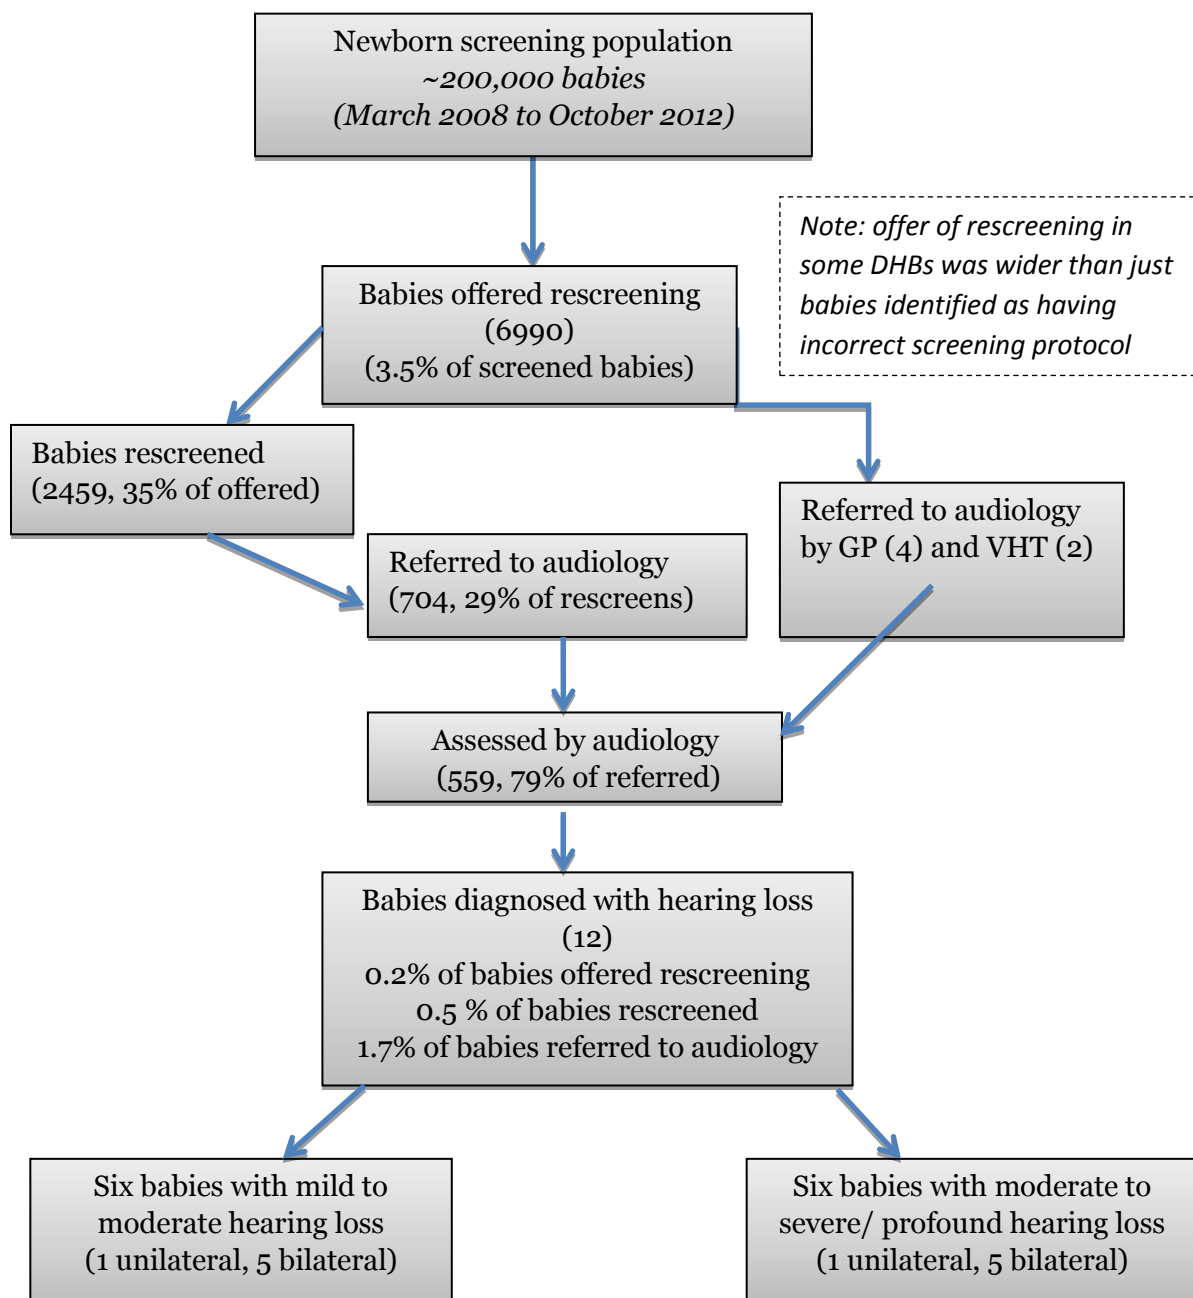 Newborn screening population
~200,000 babies
(March 2008 to October 2012)
Note: offer of rescreening in
some DHBs was wider than just
babies identified as having
incorrect screening protocol
Babies offered rescreening
(6990)
(3.5% of screened babies)
Babies rescreened
(2459, 35% of offered)
Referred to audiology
by GP (4) and VHT (2)
Referred to audiology
(704, 29% of rescreens)
Assessed by audiology
(559, 79% of referred)
Babies diagnosed with hearing loss
(12)
0.2% of babies offered rescreening
0.5 % of babies rescreened
1.7% of babies referred to audiology
Six babies with mild to
moderate hearing loss
(1 unilateral, 5 bilateral)
Six babies with moderate to
severe/ profound hearing loss
(1 unilateral, 5 bilateral)